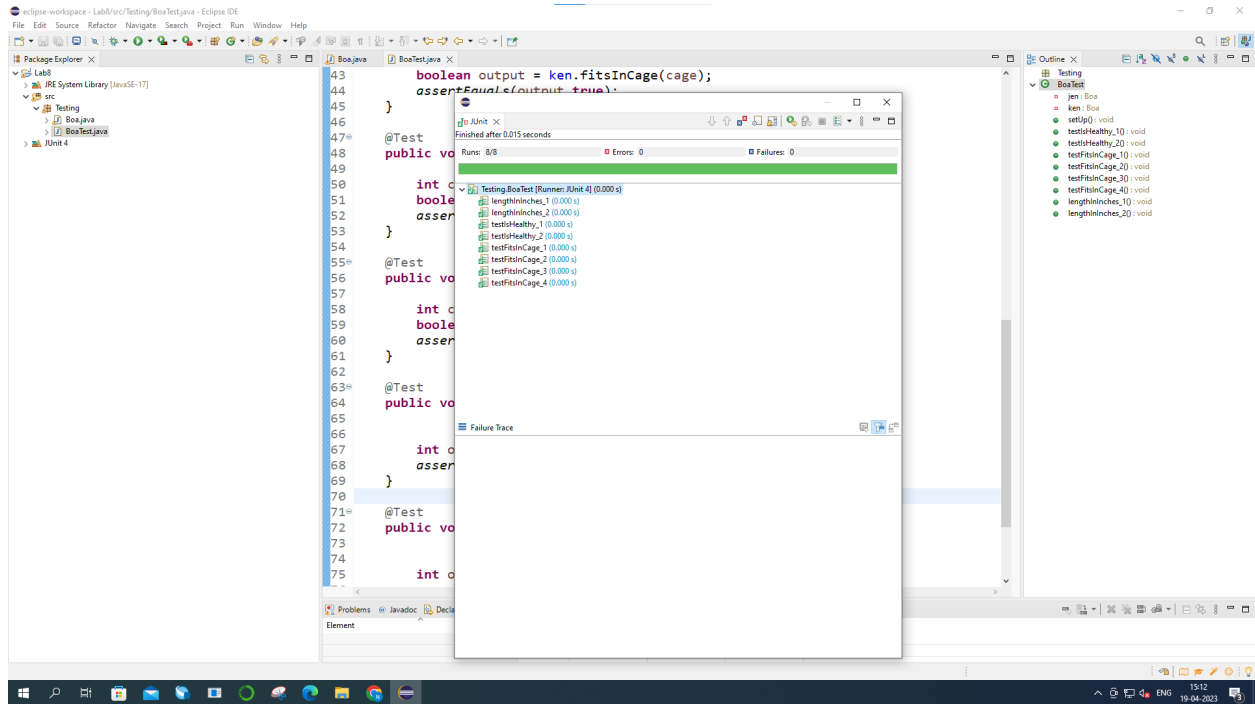 eclipse-workspace - Lab8/src/Testing/BoaTest.java - Eclipse IDE
File Edit Source Refactor Navigate Search Project Run Window Help
Package Explorer
Lab8
JRE System Library [JavaSE-17]
src
Testing
Boa.java
BoaTest.java
JUnit 4
Boa.java BoaTest.java
43 boolean output = ken.fitsInCage(cage);
44 assertEquals(output,true);
45 }
46
47 @Test
48 public vo
49
50 int c
51 boole
52 asser
53 }
54
55 @Test
56 public vo
57
58 int c
59 boole
60 asser
61 }
62
63 @Test
64 public vo
65
66
67 int o
68 asser
69 }
70
71 @Test
72 public vo
73
74
75 int o
JUnit
Finished after 0.015 seconds
Runs: 8/8 Errors: 0 Failures: 0
Testing.BoaTest [Runner: JUnit 4] (0.000 s)
lengthInInches_1 (0.000 s)
lengthInInches_2 (0.000 s)
testIsHealthy_1 (0.000 s)
testIsHealthy_2 (0.000 s)
testFitsInCage_1 (0.000 s)
testFitsInCage_2 (0.000 s)
testFitsInCage_3 (0.000 s)
testFitsInCage_4 (0.000 s)
Failure Trace
Outline
Testing
BoaTest
jen : Boa
ken : Boa
setUp() : void
testIsHealthy_1() : void
testIsHealthy_2() : void
testFitsInCage_1() : void
testFitsInCage_2() : void
testFitsInCage_3() : void
testFitsInCage_4() : void
lengthInInches_1() : void
lengthInInches_2() : void
Problems Javadoc Decla
Element
ENG 15:12
19-04-2023
3